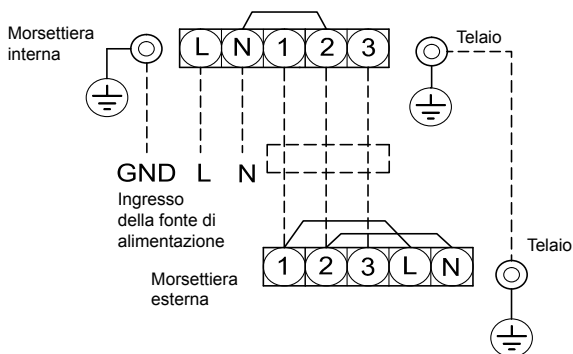 Morsettiera
interna
L N 1 2 3
Telaio
GND L N
Ingresso
della fonte di
alimentazione
1 2 3 L N
Morsettiera
esterna
Telaio